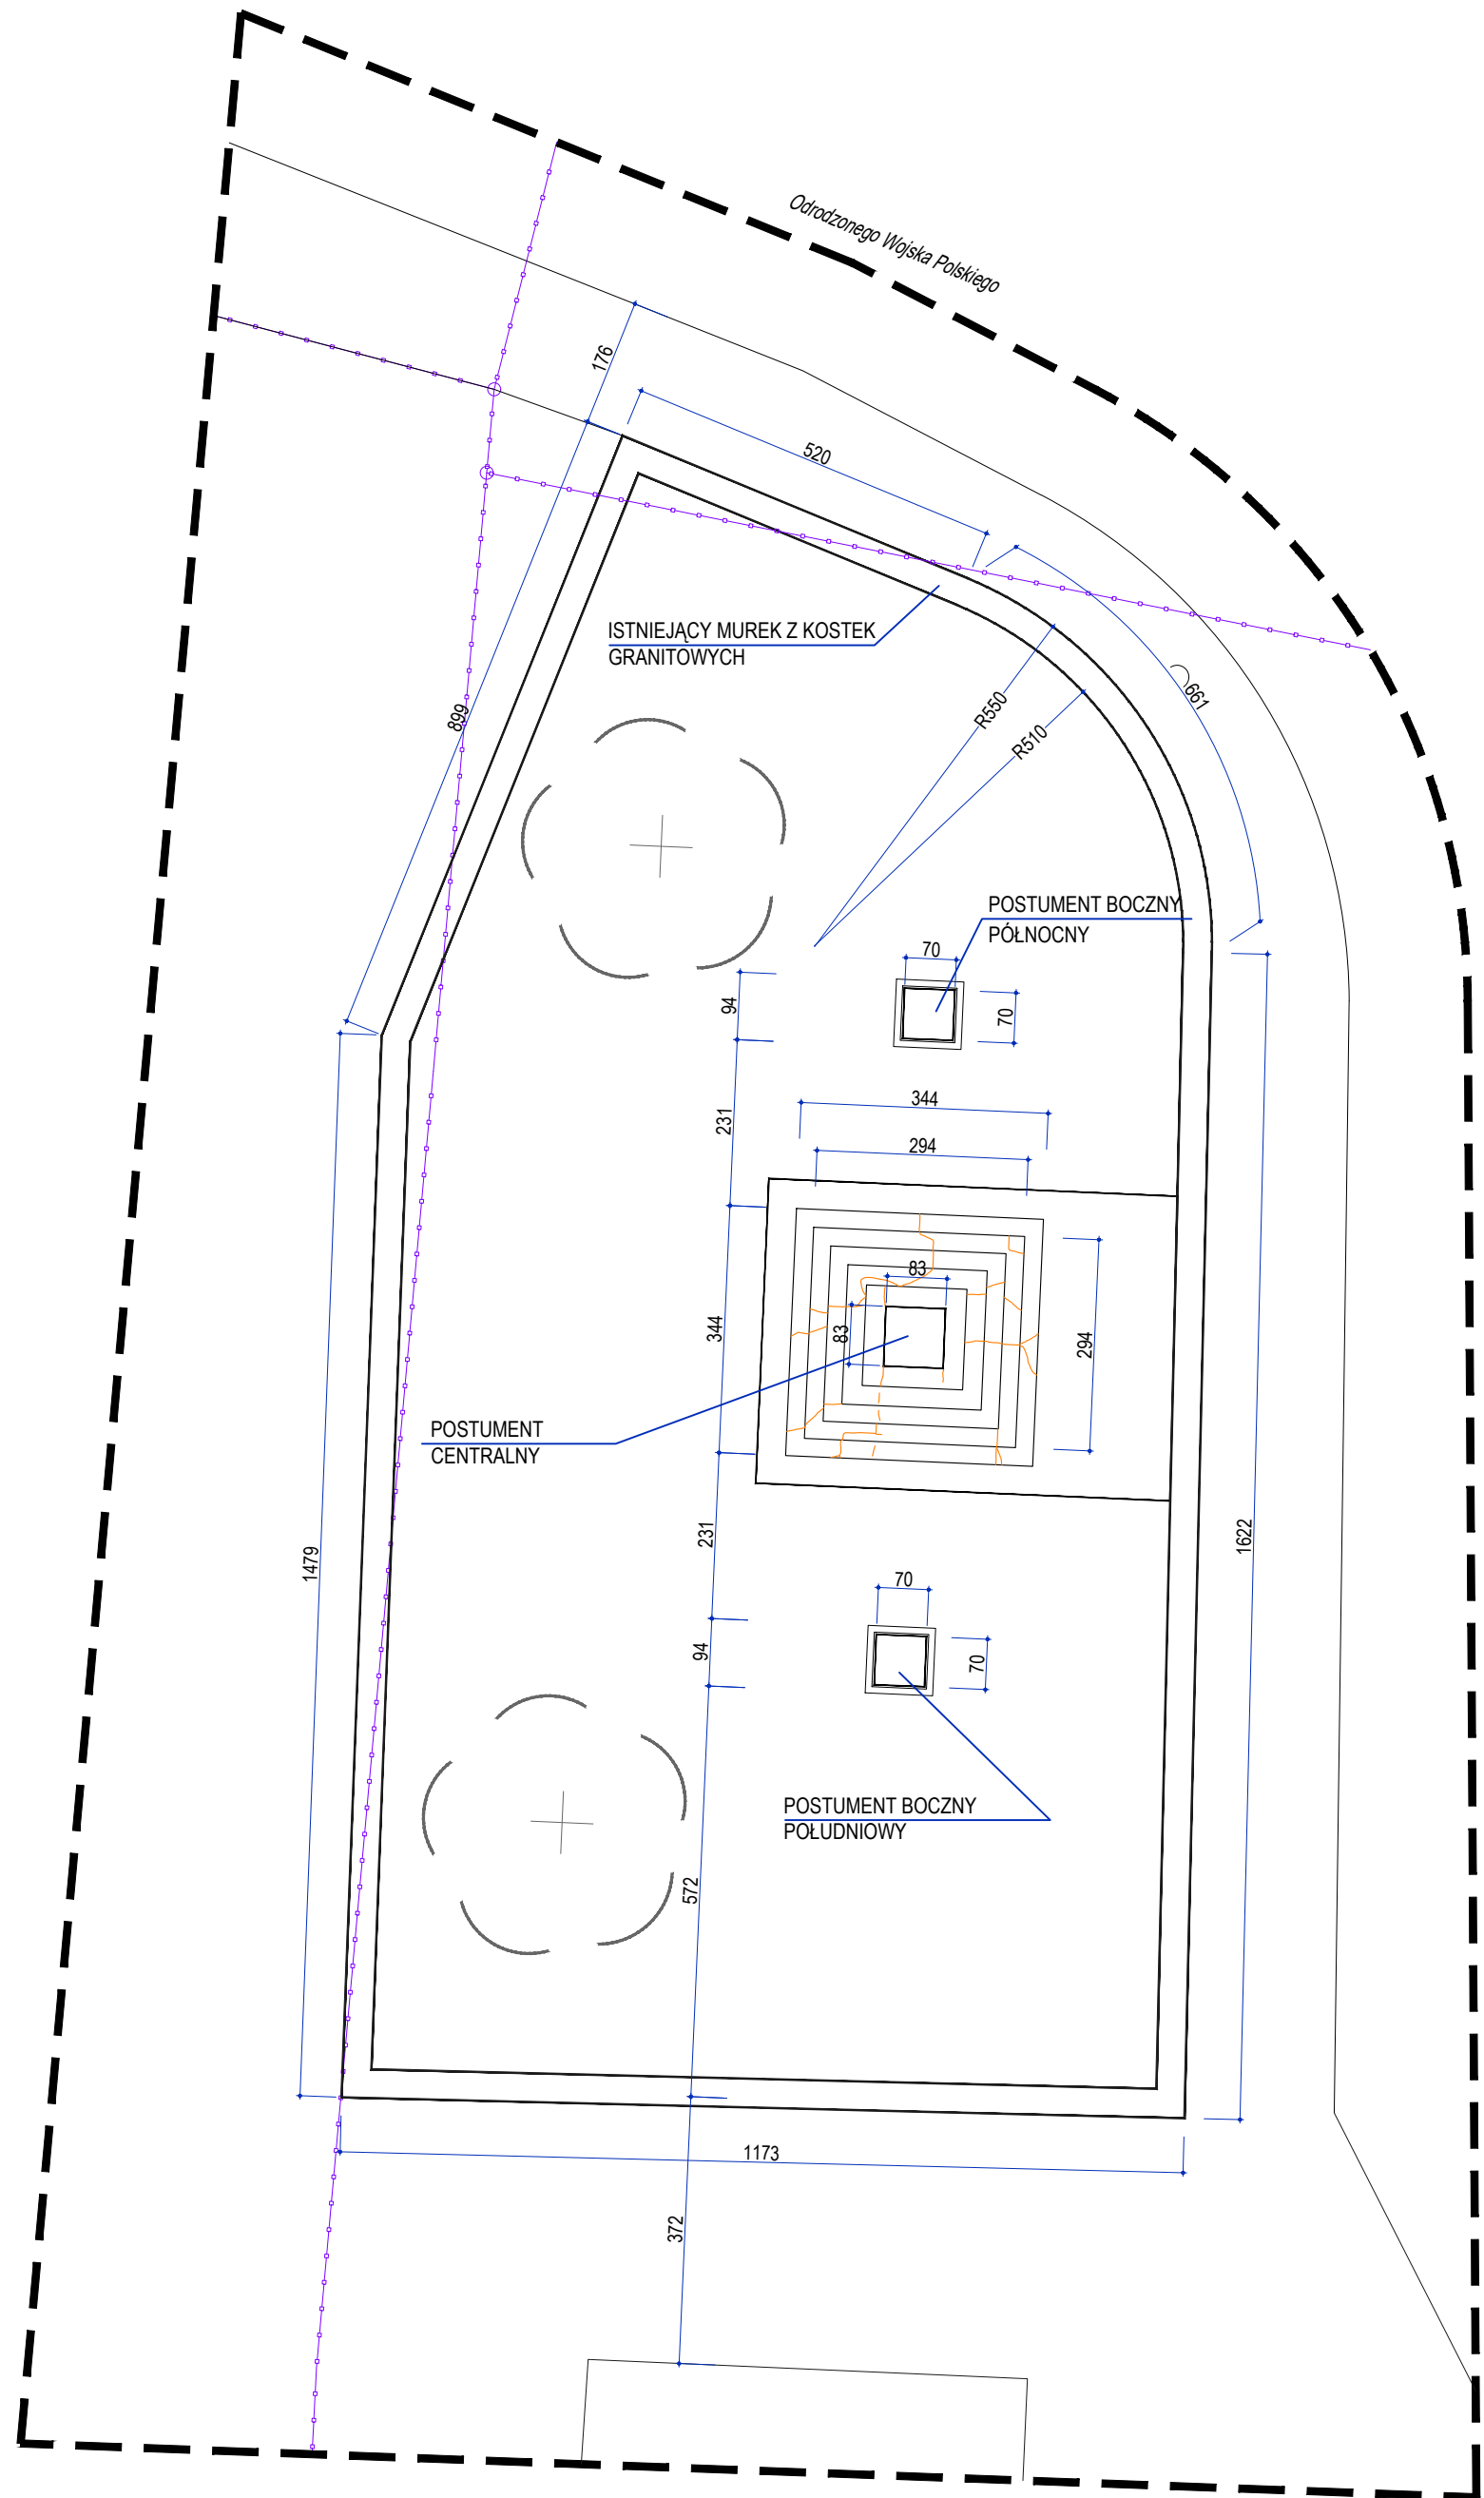 Odrodzonego Wojska Polskiego
176
520
ISTNIEJĄCY MUREK Z KOSTEK
GRANITOWYCH
661
899
R550
R510
POSTUMENT BOCZNY
PÓŁNOCNY
70
94
70
344
231
294
83
344
83
294
POSTUMENT
CENTRALNY
231
1479
1622
70
94
70
POSTUMENT BOCZNY
POŁUDNIOWY
572
1173
372